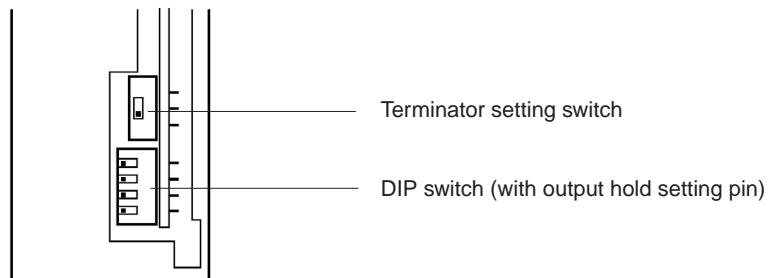 Terminator setting switch
DIP switch (with output hold setting pin)